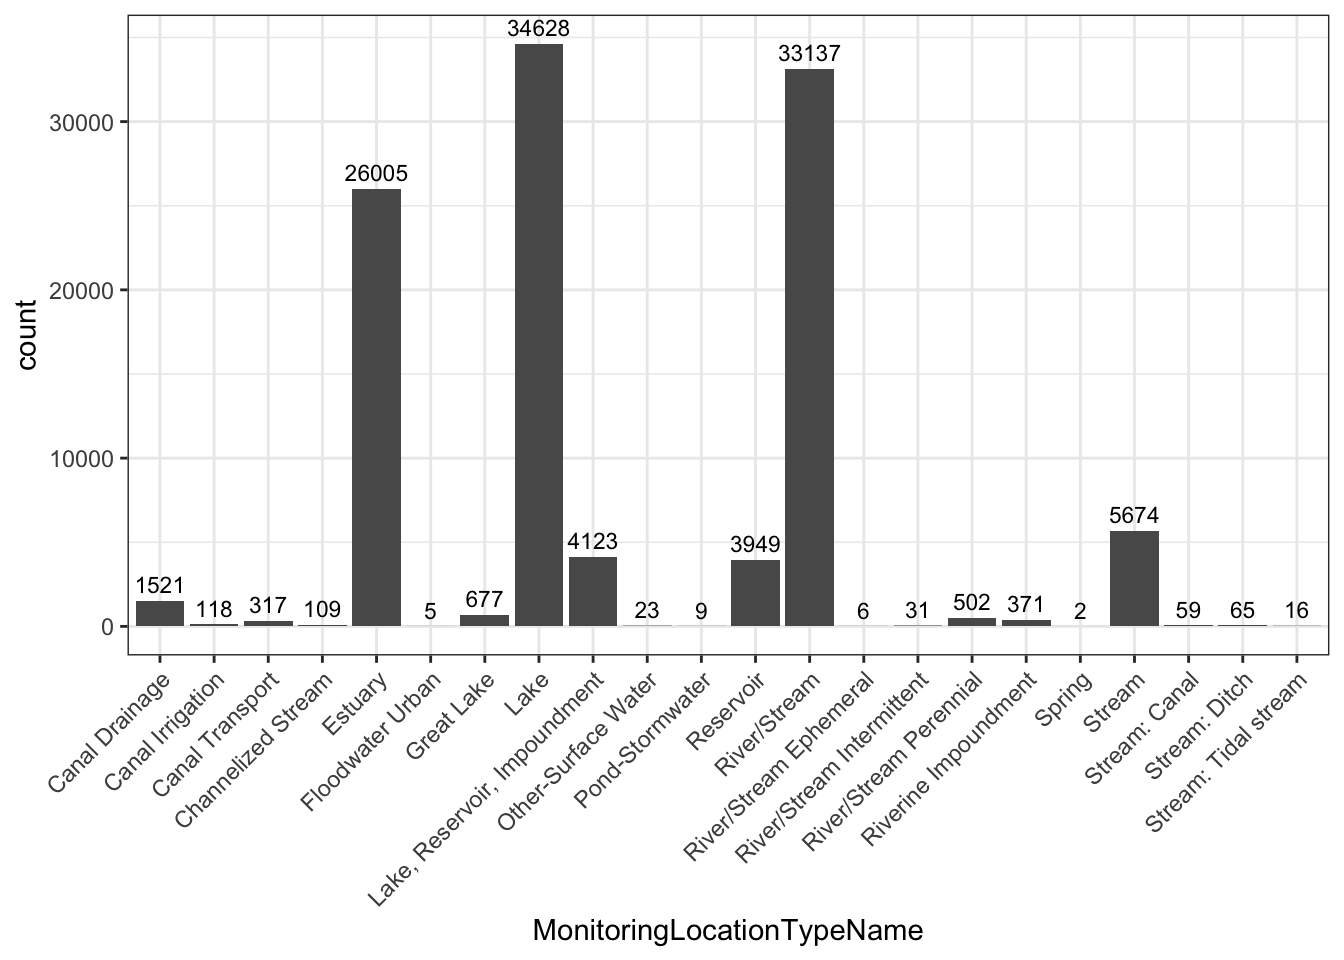 34628
33137
30000
26005
20000
count
10000
5674
4123
3949
1521
118
317
109
5
677
23
9
6
31
502
371
2
59
65
16
0
Canal Drainage
Canal Irrigation
Canal Transport
Channelized Stream
Estuary
Floodwater Urban
Great Lake
Lake
Lake, Reservoir, Impoundment
Other-Surface Water
Pond-Stormwater
Reservoir
River/Stream
River/Stream Ephemeral
River/Stream Intermittent
River/Stream Perennial
Riverine Impoundment
Spring
Stream
Stream: Canal
Stream: Ditch
Stream: Tidal stream
MonitoringLocationTypeName